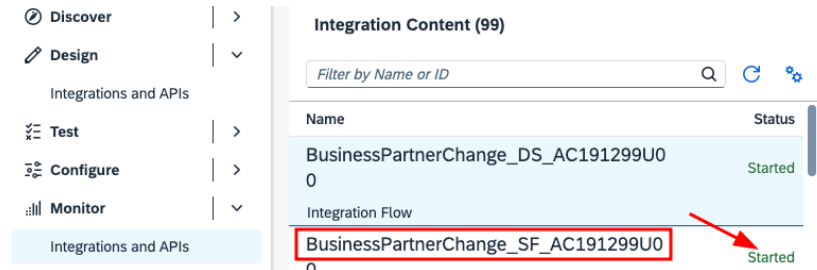 Discover
Design
Integrations and APIs
Test
Configure
Monitor
Integrations and APIs
Integration Content (99)
Filter by Name or ID
Name Status
BusinessPartnerChange_DS_AC191299U0
0
Started
Integration Flow
BusinessPartnerChange_SF_AC191299U0
0
Started